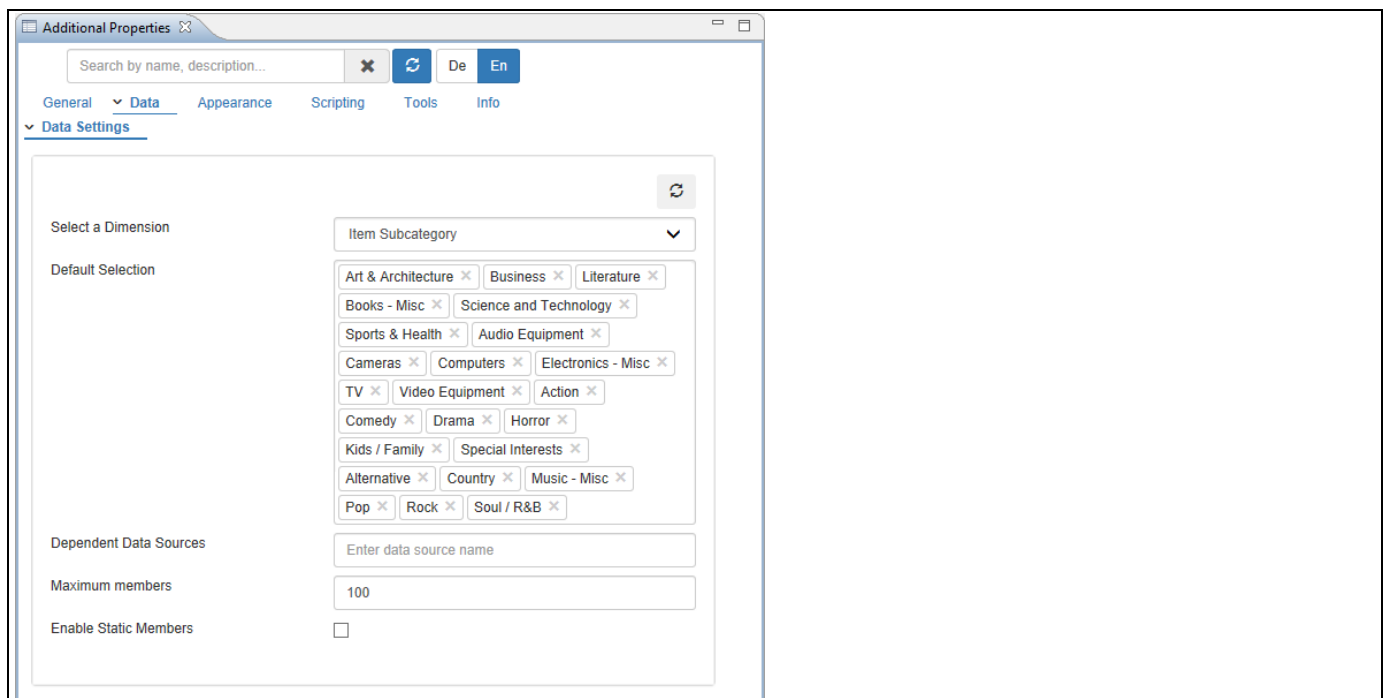 Additional Properties
Search by name, description... De En
General Data Appearance Scripting Tools Info
Data Settings
Select a Dimension Item Subcategory
Default Selection Art & Architecture Business Literature
Books - Misc Science and Technology
Sports & Health Audio Equipment
Cameras Computers Electronics - Misc
TV Video Equipment Action
Comedy Drama Horror
Kids / Family Special Interests
Alternative Country Music - Misc
Pop Rock Soul / R&B
Dependent Data Sources Enter data source name
Maximum members 100
Enable Static Members